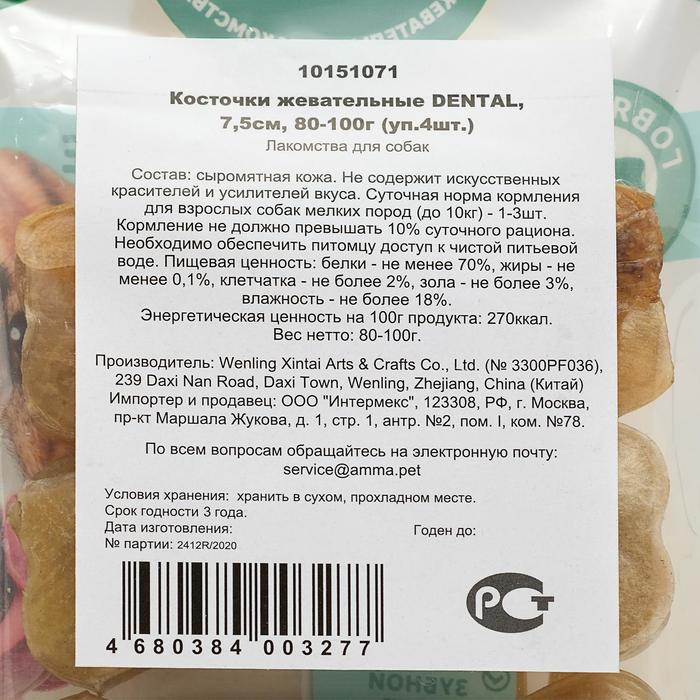 10151071
Косточки жевательные DENTAL,
7,5см, 80-100г (уп.4шт.)
Лакомства для собак
Состав: сыромятная кожа. Не содержит искусственных
красителей и усилителей вкуса. Суточная норма кормления
для взрослых собак мелких пород (до 10кг) - 1-3шт.
Кормление не должно превышать 10% суточного рациона.
Необходимо обеспечить питомцу доступ к чистой питьевой
воде. Пищевая ценность: белки - не менее 70%, жиры - не
менее 0,1%, клетчатка - не более 2%, зола - не более 3%,
влажность - не более 18%.
Энергетическая ценность на 100г продукта: 270ккал.
Вес нетто: 80-100г.
Производитель: Wenling Xintai Arts & Crafts Co., Ltd. (№ 3300PF036),
239 Daxi Nan Road, Daxi Town, Wenling, Zhejiang, China (Китай)
Импортер и продавец: ООО "Интермекс", 123308, РФ, г. Москва,
пр-кт Маршала Жукова, д. 1, стр. 1, антр. №2, пом. I, ком. №78.
По всем вопросам обращайтесь на электронную почту:
service@amma.pet
Условия хранения: хранить в сухом, прохладном месте.
Срок годности 3 года.
Дата изготовления: Годен до:
№ партии: 2412R/2020
4 680384 003277
РСТ